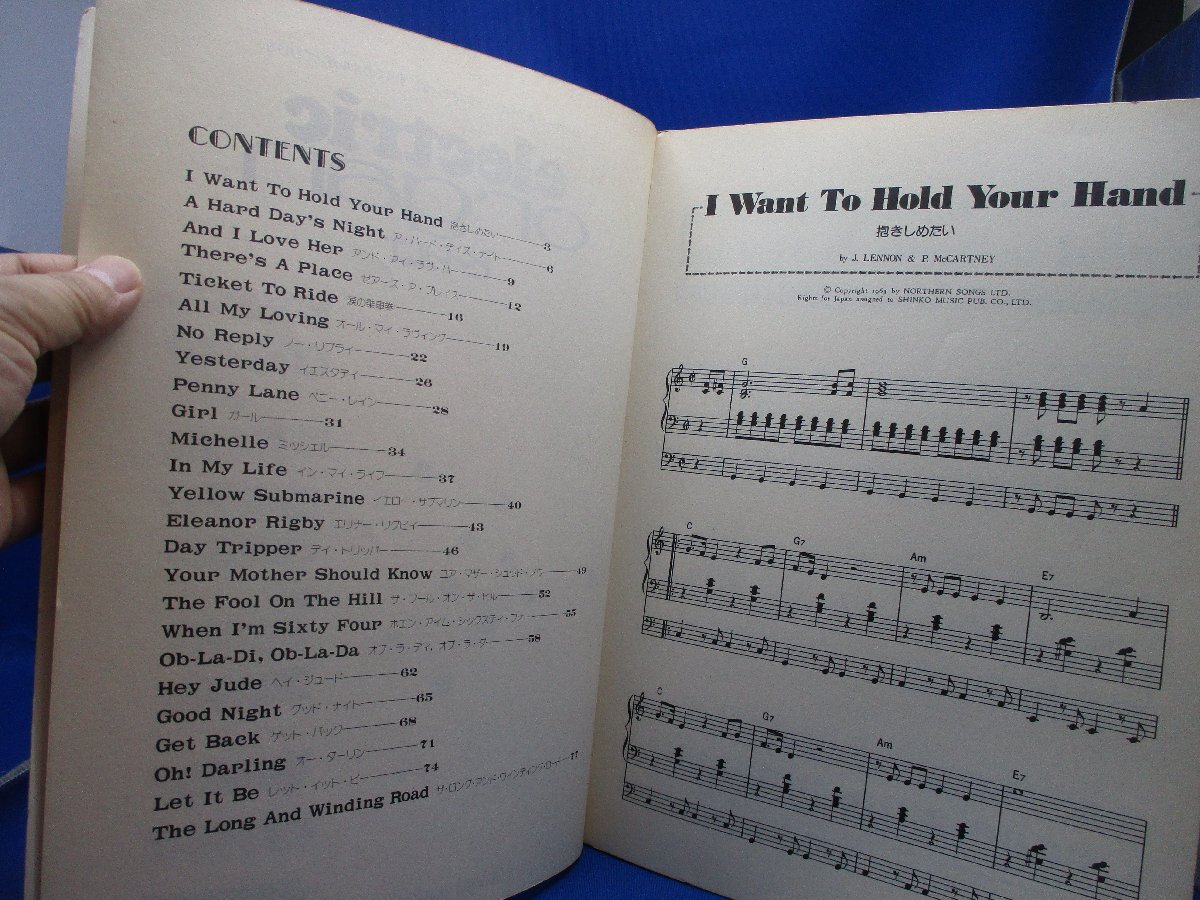 CONTENTS
I Want To Hold Your Hand 抱きしめたい 3
A Hard Day's Night ア・ハード・デイズ・ナイト 6
And I Love Her アンド・アイ・ラヴ・ハー 9
There's A Place ゼアーズ・ア・プレイス 12
Ticket To Ride 涙の乗車券 16
All My Loving オール・マイ・ラヴィング 19
No Reply ノー・リプライ 22
Yesterday イエスタデイ 26
Penny Lane ペニー・レイン 28
Girl ガール 31
Michelle ミッシェル 34
In My Life イン・マイ・ライフ 37
Yellow Submarine イエロー・サブマリン 40
Eleanor Rigby エリナー・リグビイ 43
Day Tripper デイ・トリッパー 46
Your Mother Should Know ユア・マザー・シュッド・ノウ 49
The Fool On The Hill ザ・フール・オン・ザ・ヒル 52
When I'm Sixty Four ホエン・アイム・シックスティ・フォー 55
Ob-La-Di, Ob-La-Da オブ・ラ・ディ, オブ・ラ・ダ 58
Hey Jude ヘイ・ジュード 62
Good Night グッド・ナイト 65
Get Back ゲット・バック 68
Oh! Darling オー・ダーリン 71
Let It Be レット・イット・ビー 74
The Long And Winding Road ザ・ロング・アンド・ワインディング・ロード 77
I Want To Hold Your Hand
抱きしめたい
by J. LENNON & P. McCARTNEY
© Copyright 1963 by NORTHERN SONGS LTD.
Rights for Japan assigned to SHINKO MUSIC PUB. CO., LTD.
G
C G7 Am E7
C G7 Am E7